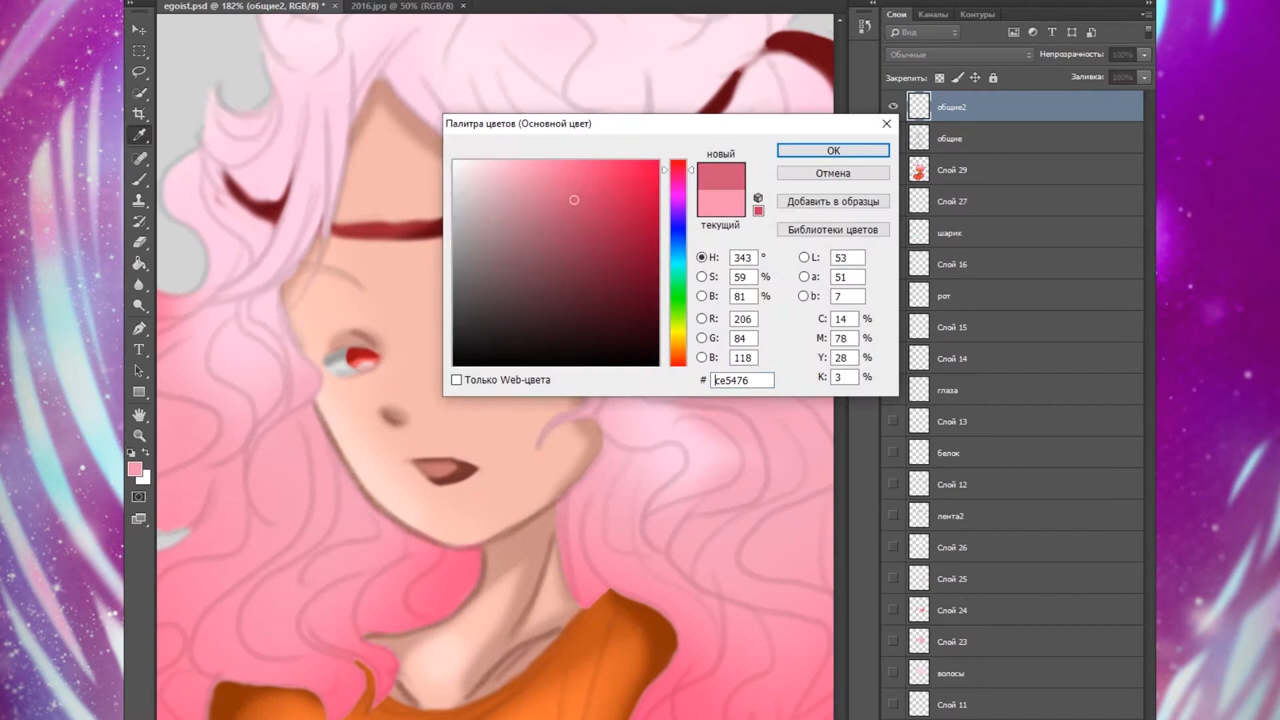 egoist.psd @ 182% (общие2, RGB/8) *
2016.jpg @ 50% (RGB/8)
Слои
Каналы
Контуры
Вид
Обычные
Непрозрачность: 100%
Закрепить:
Заливка: 100%
общие2
общие
Слой 29
Слой 27
шарик
Слой 16
рот
Слой 15
Слой 14
глаза
Слой 13
белок
Слой 12
лента2
Слой 26
Слой 25
Слой 24
Слой 23
волосы
Слой 11
Палитра цветов (Основной цвет)
новый
текущий
OK
Отмена
Добавить в образцы
Библиотеки цветов
H: 343 °
S: 59 %
B: 81 %
R: 206
G: 84
B: 118
L: 53
a: 51
b: 7
C: 14 %
M: 78 %
Y: 28 %
K: 3 %
Только Web-цвета
# ce5476